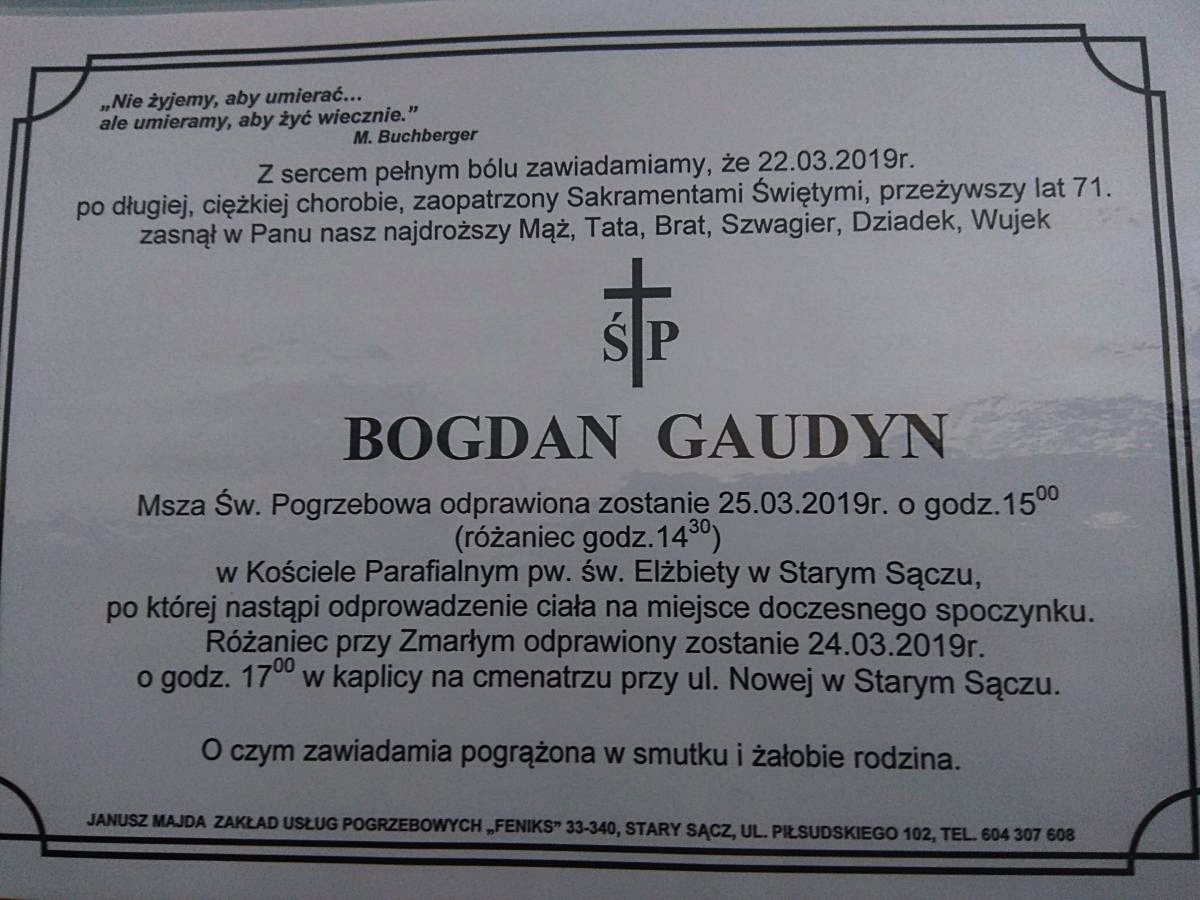 „Nie żyjemy, aby umierać...
ale umieramy, aby żyć wiecznie.”
M. Buchberger
Z sercem pełnym bólu zawiadamiamy, że 22.03.2019r.
po długiej, ciężkiej chorobie, zaopatrzony Sakramentami Świętymi, przeżywszy lat 71.
zasnął w Panu nasz najdroższy Mąż, Tata, Brat, Szwagier, Dziadek, Wujek
Ś P
BOGDAN GAUDYN
Msza Św. Pogrzebowa odprawiona zostanie 25.03.2019r. o godz.15⁰⁰
(różaniec godz.14³⁰)
w Kościele Parafialnym pw. św. Elżbiety w Starym Sączu,
po której nastąpi odprowadzenie ciała na miejsce doczesnego spoczynku.
Różaniec przy Zmarłym odprawiony zostanie 24.03.2019r.
o godz. 17⁰⁰ w kaplicy na cmenatrzu przy ul. Nowej w Starym Sączu.
O czym zawiadamia pogrążona w smutku i żałobie rodzina.
JANUSZ MAJDA ZAKŁAD USŁUG POGRZEBOWYCH „FENIKS” 33-340, STARY SĄCZ, UL. PIŁSUDSKIEGO 102, TEL. 604 307 608